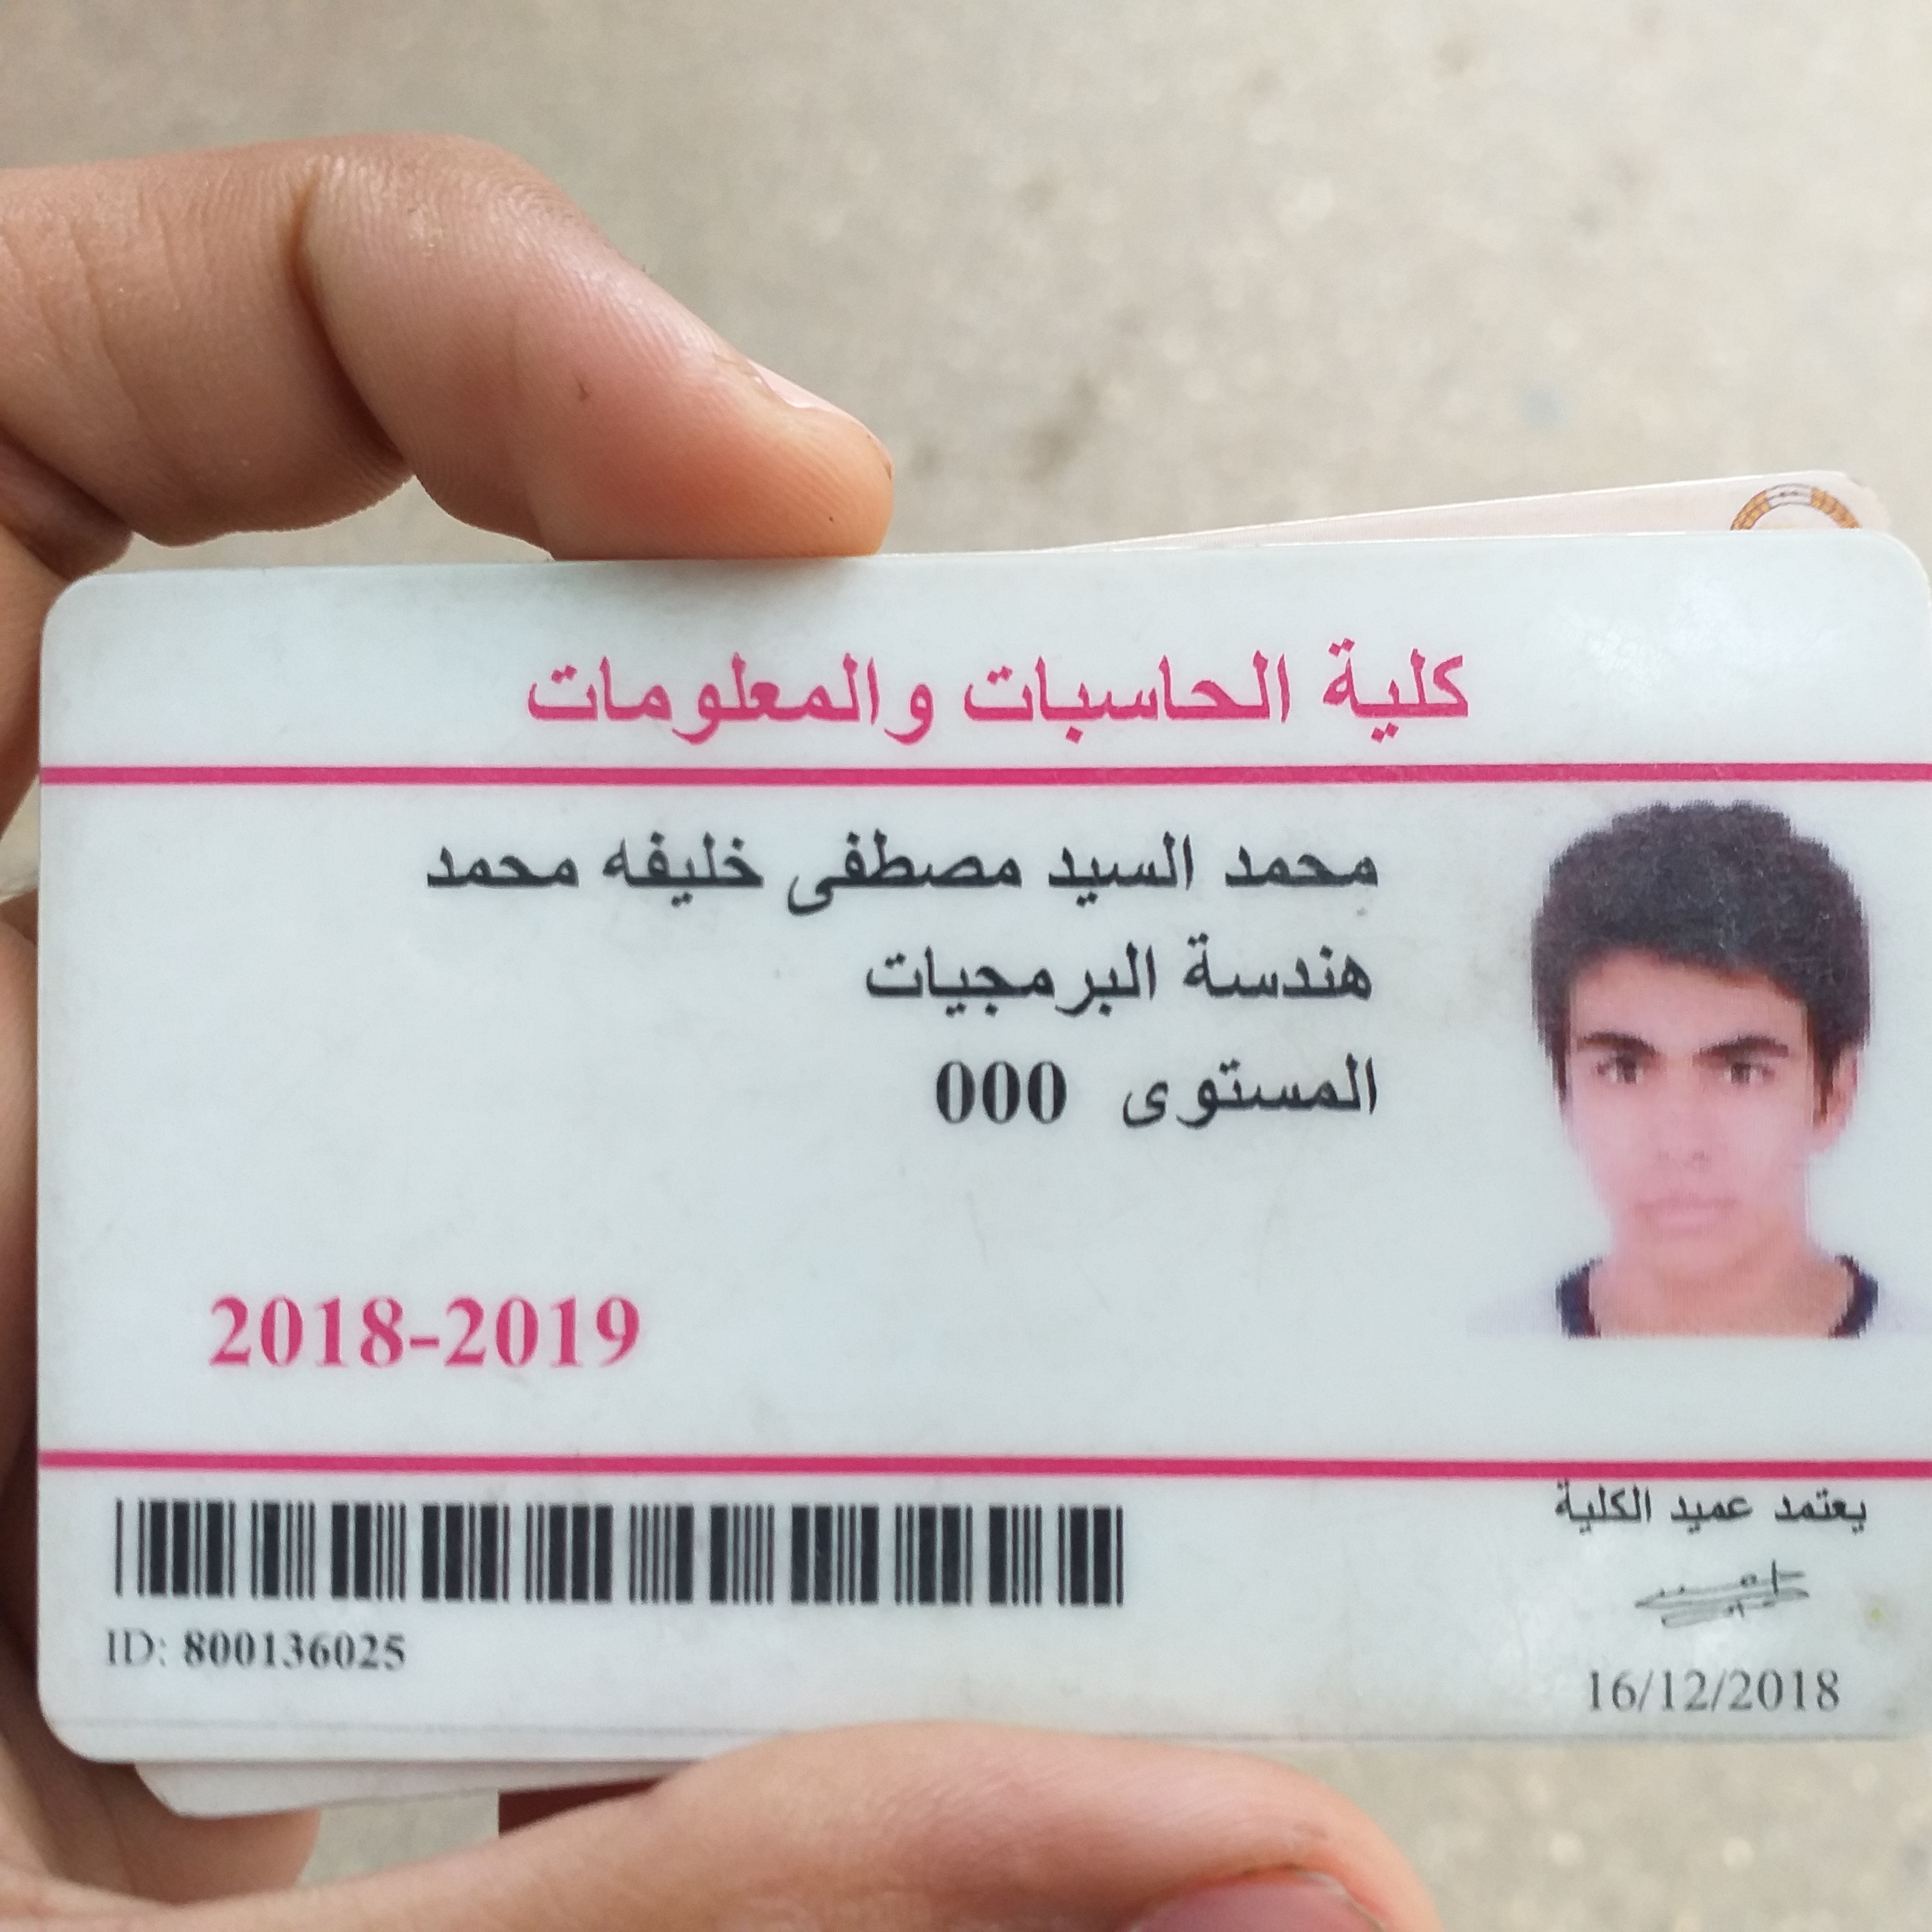 كلية الحاسبات والمعلومات
محمد السيد مصطفى خليفه محمد
هندسة البرمجيات
المستوى 000
2018-2019
يعتمد عميد الكلية
ID: 800136025
16/12/2018